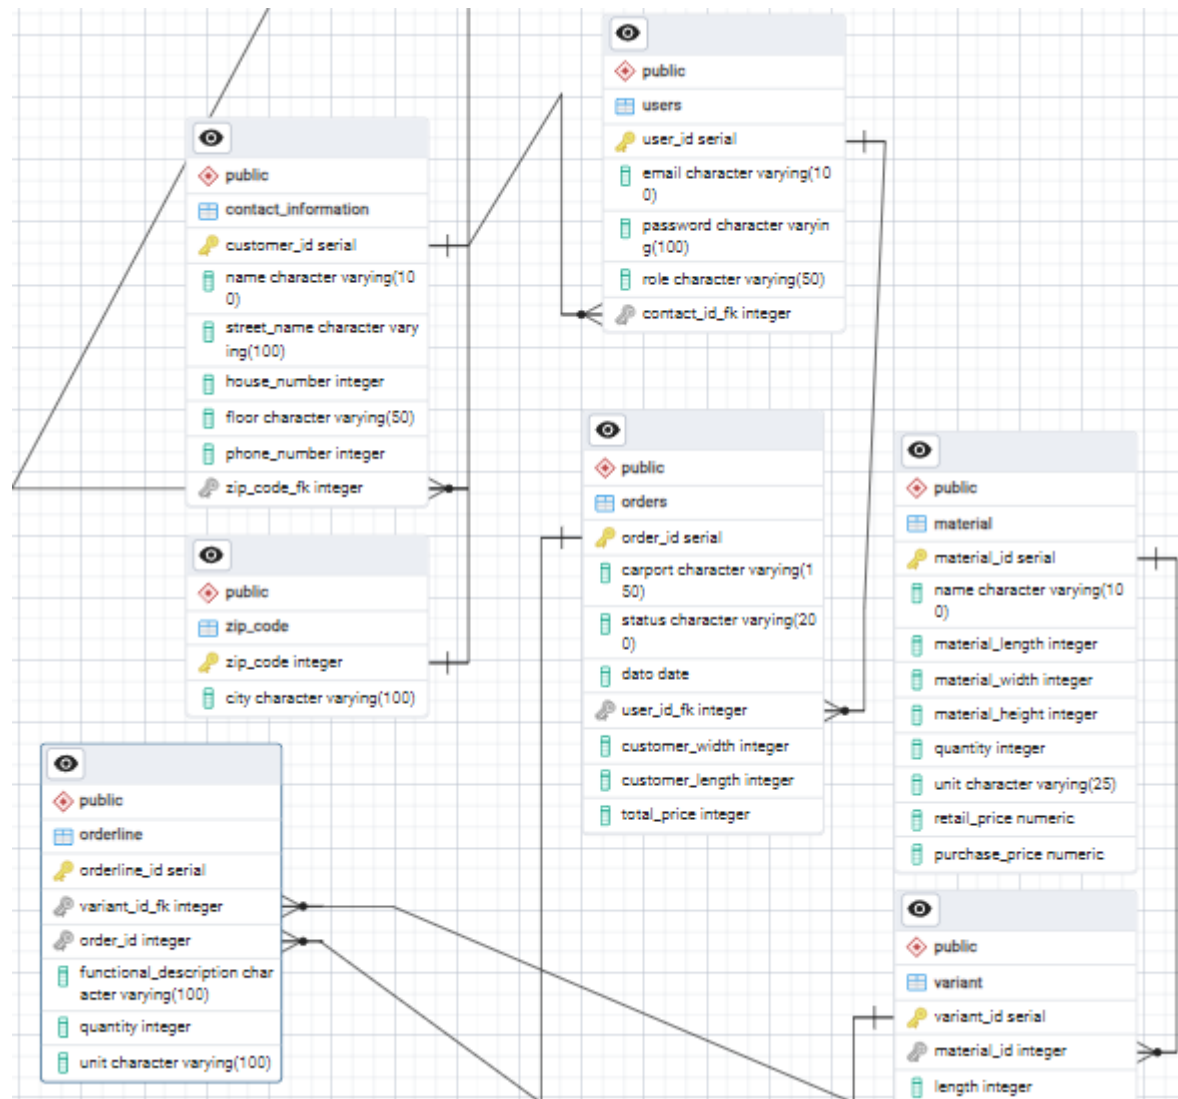 public
users
user_id serial
email character varying(10
0)
password character varyin
g(100)
role character varying(50)
contact_id_fk integer
public
contact_information
customer_id serial
name character varying(10
0)
street_name character vary
ing(100)
house_number integer
floor character varying(50)
phone_number integer
zip_code_fk integer
public
orders
order_id serial
carport character varying(1
50)
status character varying(20
0)
dato date
user_id_fk integer
customer_width integer
customer_length integer
total_price integer
public
material
material_id serial
name character varying(10
0)
material_length integer
material_width integer
material_height integer
quantity integer
unit character varying(25)
retail_price numeric
purchase_price numeric
public
zip_code
zip_code integer
city character varying(100)
public
orderline
orderline_id serial
variant_id_fk integer
order_id integer
functional_description char
acter varying(100)
quantity integer
unit character varying(100)
public
variant
variant_id serial
material_id integer
length integer